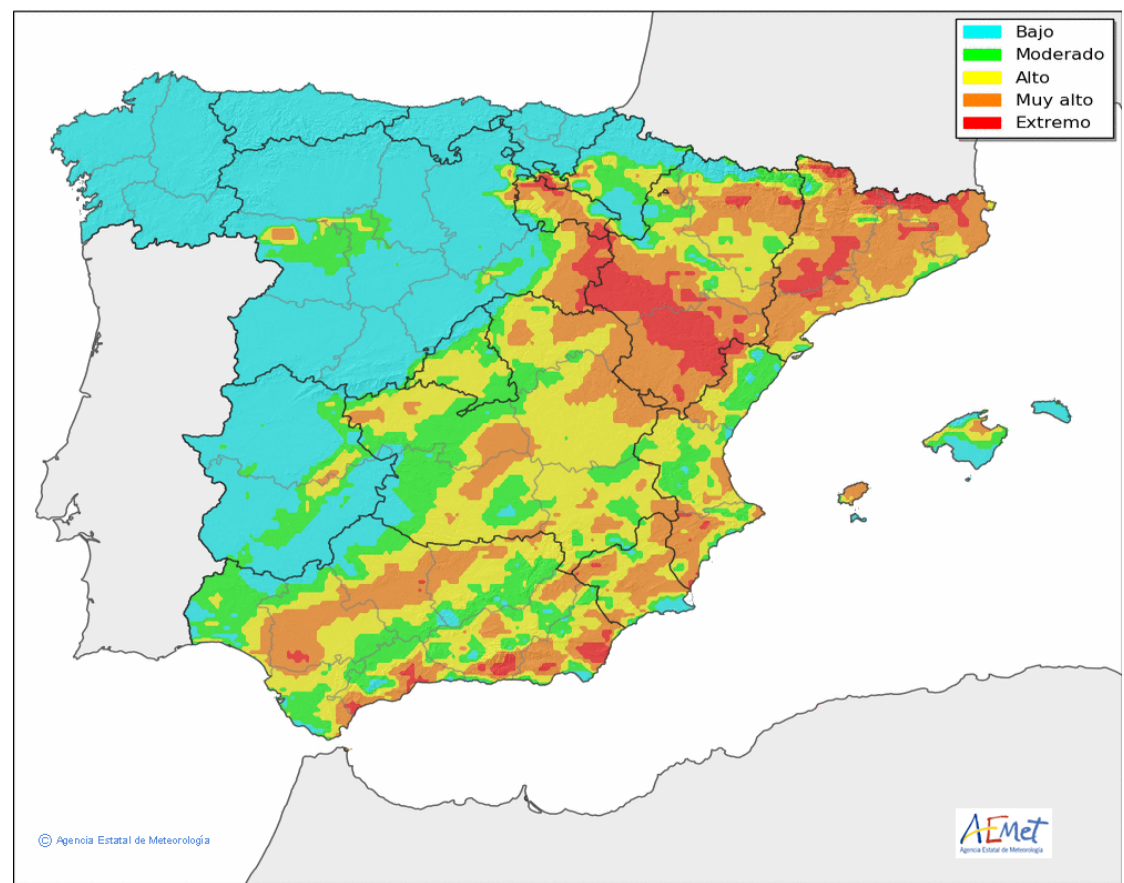 Bajo
Moderado
Alto
Muy alto
Extremo
© Agencia Estatal de Meteorología
AEMet
Agencia Estatal de Meteorología